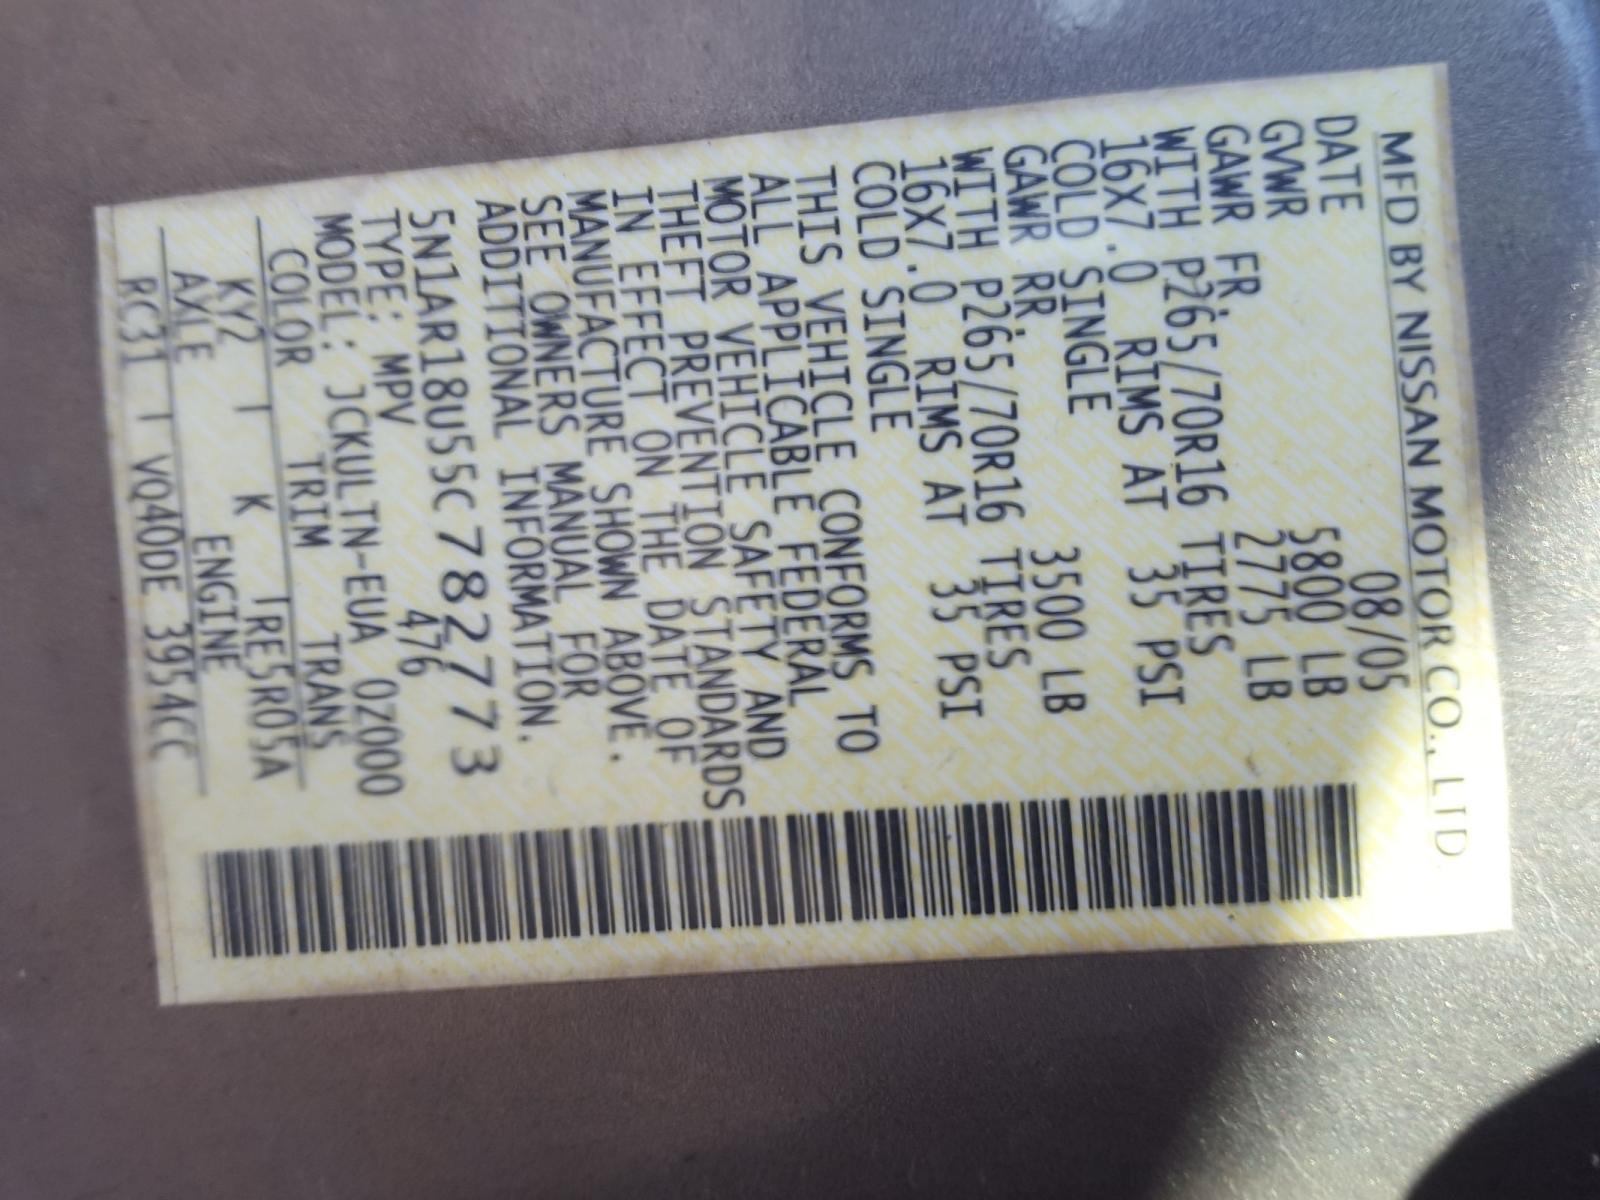 MFD BY NISSAN MOTOR CO., LTD
DATE 08/05
GVWR 5800 LB
GAWR FR. 2775 LB
WITH P265/70R16 TIRES
16X7.0 RIMS AT 35 PSI
COLD SINGLE
GAWR RR. 3500 LB
WITH P265/70R16 TIRES
16X7.0 RIMS AT 35 PSI
COLD SINGLE
THIS VEHICLE CONFORMS TO
ALL APPLICABLE FEDERAL
MOTOR VEHICLE SAFETY AND
THEFT PREVENTION STANDARDS
IN EFFECT ON THE DATE OF
MANUFACTURE SHOWN ABOVE.
SEE OWNERS MANUAL FOR
ADDITIONAL INFORMATION.
5N1AR18U55C782773
TYPE: MPV 476
MODEL: JCKULTN-EUA 0Z000
COLOR TRIM TRANS
KY2 K RE5R05A
AXLE ENGINE
RC31 VQ40DE 3954CC